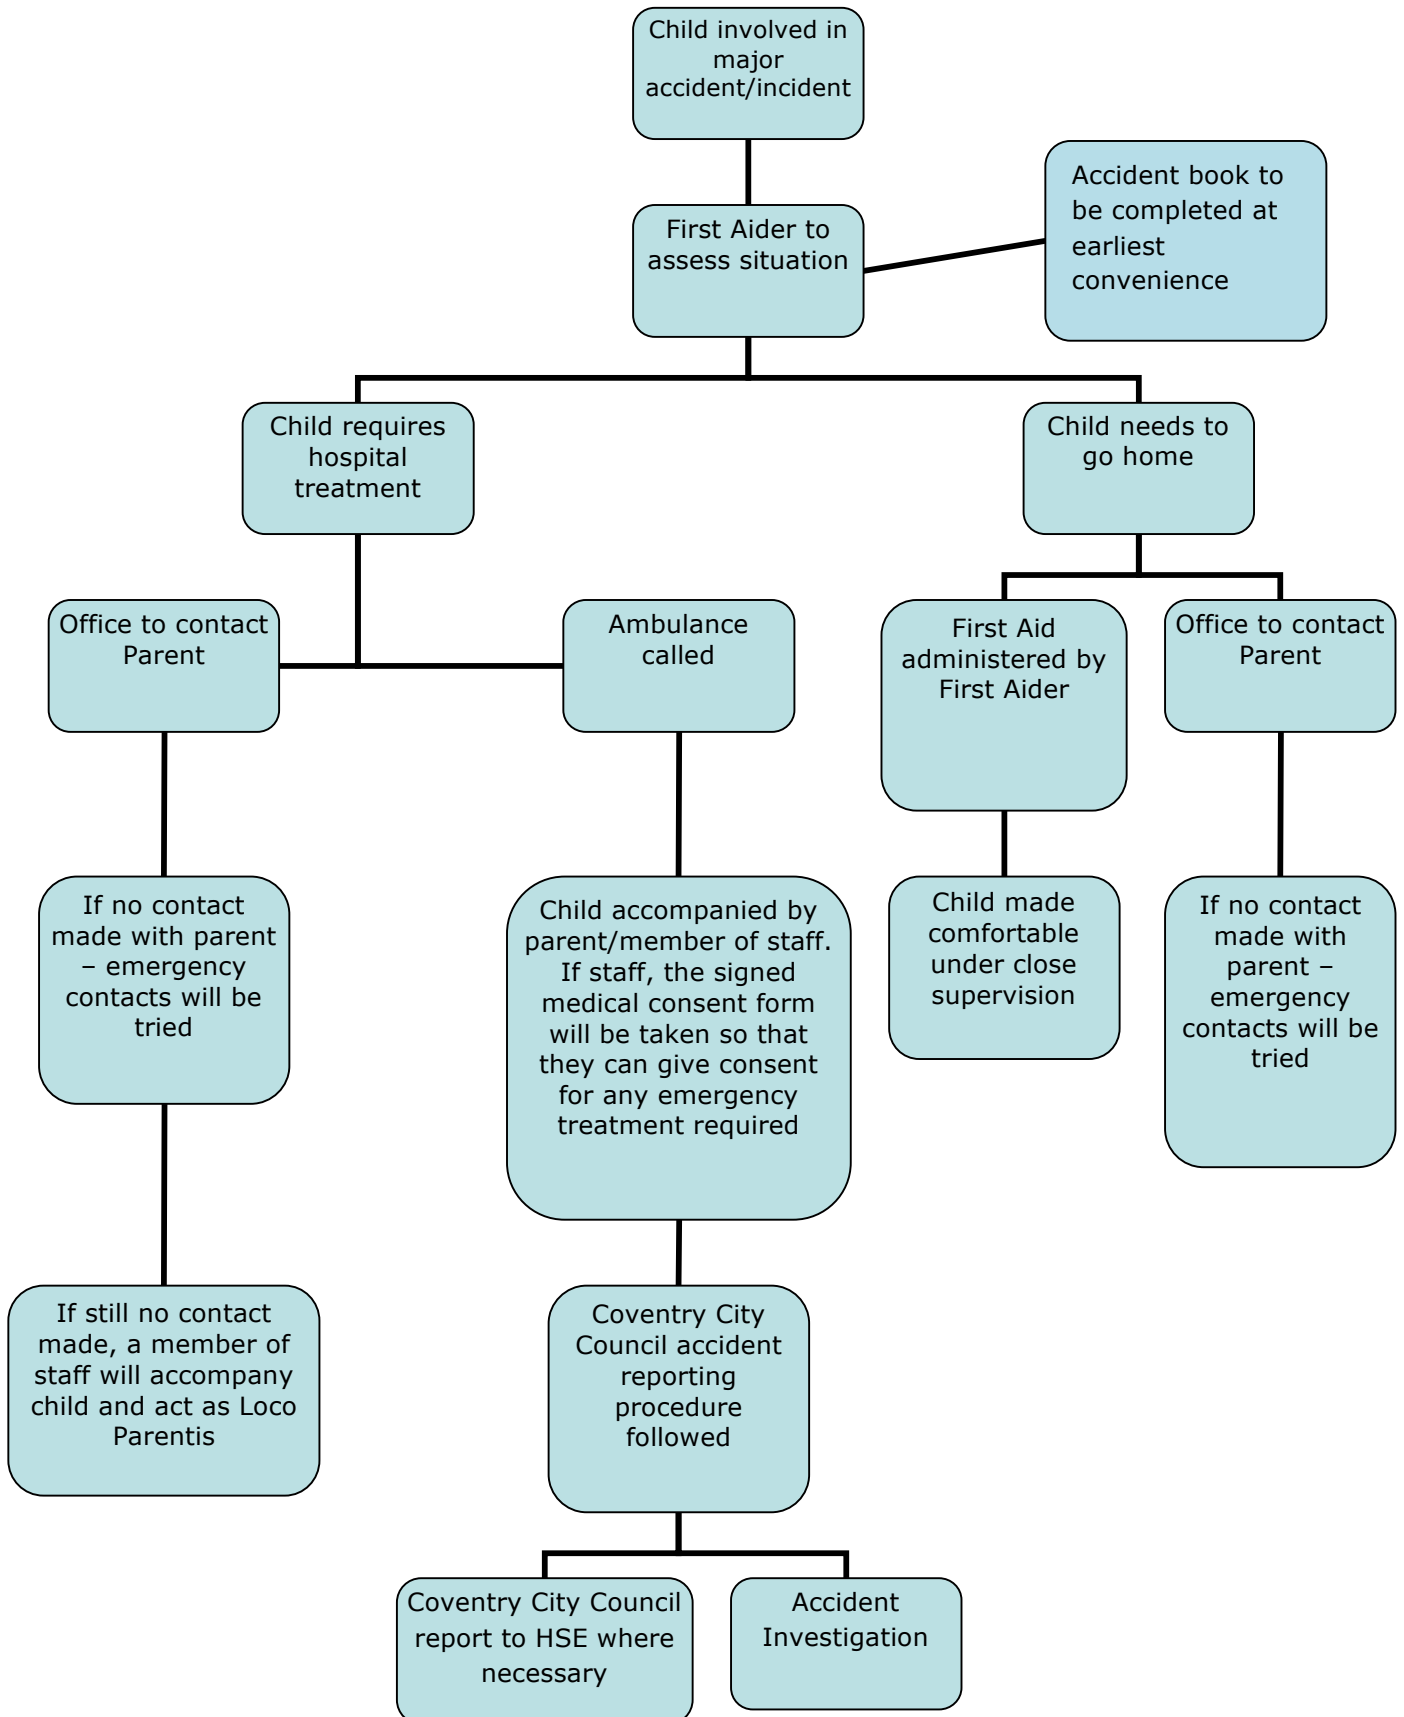 Child involved in
major
accident/incident
Accident book to
be completed at
earliest
convenience
First Aider to
assess situation
Child requires
hospital
treatment
Child needs to
go home
Office to contact
Parent
Ambulance
called
First Aid
administered by
First Aider
Office to contact
Parent
If no contact
made with parent
– emergency
contacts will be
tried
Child accompanied by
parent/member of staff.
If staff, the signed
medical consent form
will be taken so that
they can give consent
for any emergency
treatment required
Child made
comfortable
under close
supervision
If no contact
made with
parent –
emergency
contacts will be
tried
If still no contact
made, a member of
staff will accompany
child and act as Loco
Parentis
Coventry City
Council accident
reporting
procedure
followed
Coventry City Council
report to HSE where
necessary
Accident
Investigation